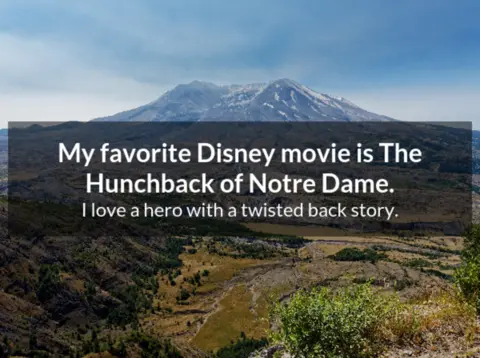 My favorite Disney movie is The
Hunchback of Notre Dame.
I love a hero with a twisted back story.